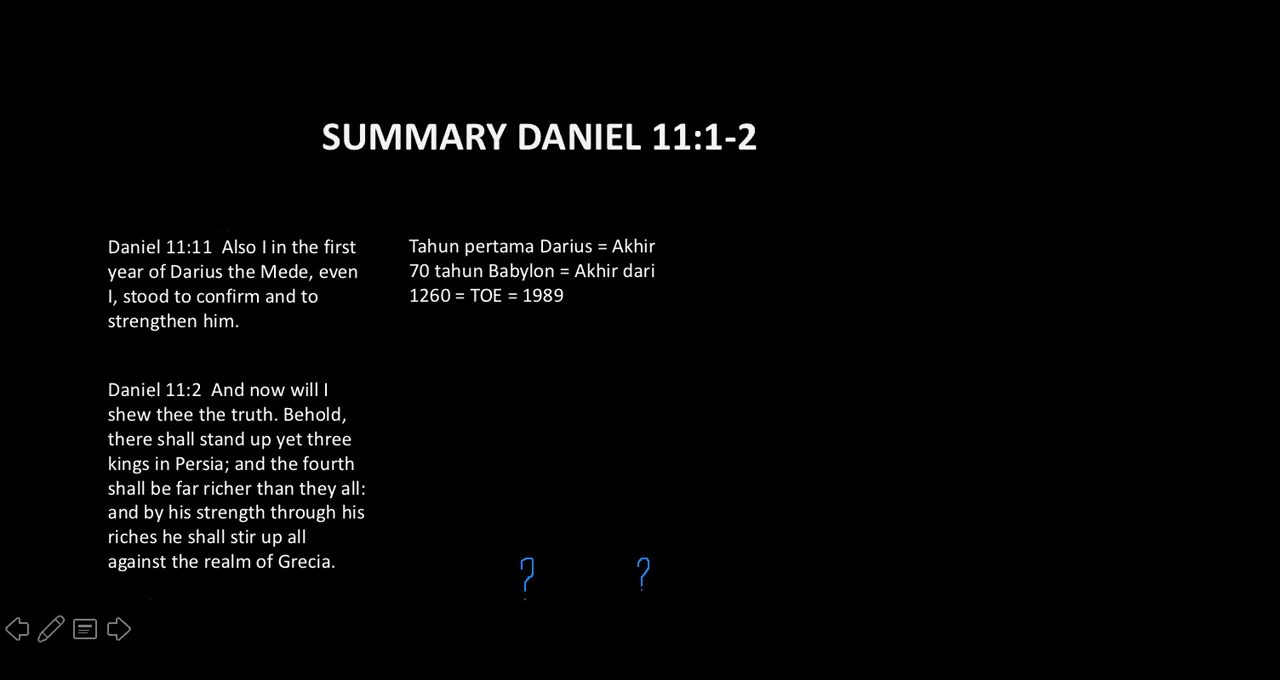 SUMMARY DANIEL 11:1-2
Daniel 11:11 Also I in the first
year of Darius the Mede, even
I, stood to confirm and to
strengthen him.
Tahun pertama Darius = Akhir
70 tahun Babylon = Akhir dari
1260 = TOE = 1989
Daniel 11:2 And now will I
shew thee the truth. Behold,
there shall stand up yet three
kings in Persia; and the fourth
shall be far richer than they all:
and by his strength through his
riches he shall stir up all
against the realm of Grecia.
? ?